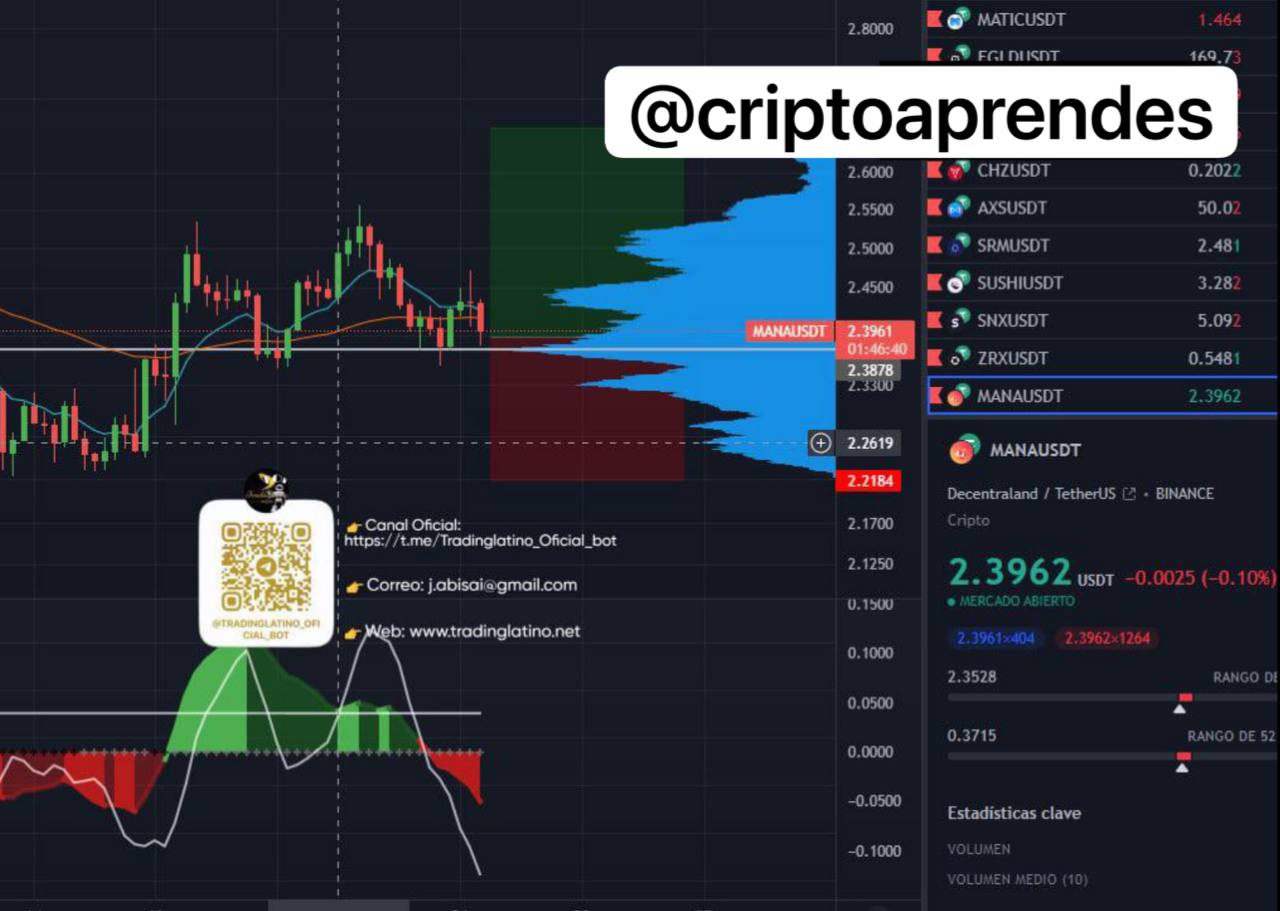 2.8000
2.6000
2.5500
2.5000
2.4500
MANAUSDT
2.3961
01:46:40
2.3878
2.3300
2.2619
2.2184
2.1700
2.1250
0.1500
0.1000
0.0500
0.0000
−0.0500
−0.1000
@criptoaprendes
@TRADINGLATINO_OFI
CIAL_BOT
👉 Canal Oficial:
https://t.me/Tradinglatino_Oficial_bot
👉 Correo: j.abisai@gmail.com
👉 Web: www.tradinglatino.net
MATICUSDT 1.464
EGLDUSDT 169.73
CHZUSDT 0.2022
AXSUSDT 50.02
SRMUSDT 2.481
SUSHIUSDT 3.282
SNXUSDT 5.092
ZRXUSDT 0.5481
MANAUSDT 2.3962
MANAUSDT
Decentraland / TetherUS • BINANCE
Cripto
2.3962 USDT −0.0025 (−0.10%)
MERCADO ABIERTO
2.3961×404 2.3962×1264
2.3528 RANGO DE
0.3715 RANGO DE 52
Estadísticas clave
VOLUMEN
VOLUMEN MEDIO (10)